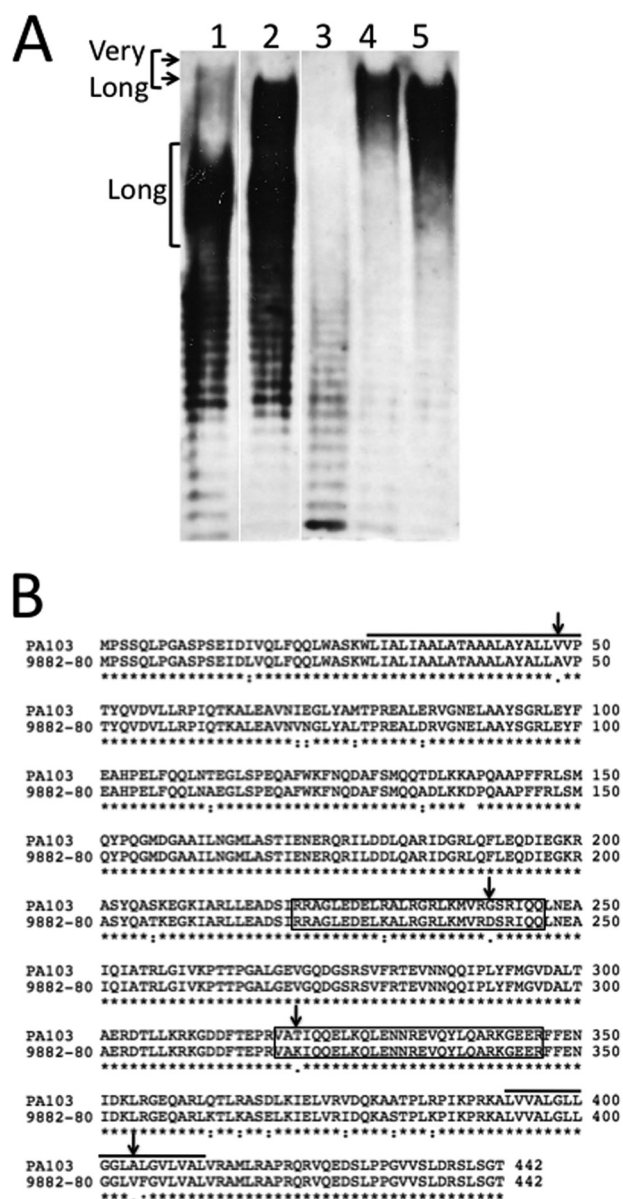 A
1 2 3 4 5
Very
Long
Long
B
PA103 MPSSQLPGASPSEIDIVQLFQQLWASKWLIALIAALATAAALAYALLVVP 50
9882-80 MPSSQLPGASPSEIDLVQLFQQLWASKWLIALIAALATAAALAYALLAVP 50
***************:*******************************.**
PA103 TYQVDVLLRPIQTKALEAVNIEGLYAMTPREALERVGNELAAYSGRLEYF 100
9882-80 TYQVDVLLRPIQTKALEAVNVNGLYALTPREALDRVGNELAAYSGRLEYF 100
********************::****:******:****************
PA103 EAHPELFQQLNTEGLSPEQAFWKFNQDAFSMQQTDLKKAPQAAPFFRLSM 150
9882-80 EAHPELFQQLNAEGLSPEQAFWKFNQDAFSMQQADLKKDPQAAPFFRLSM 150
***********:*********************:**** ***********
PA103 QYPQGMDGAAILNGMLASTIENERQRILDDLQARIDGRLQFLEQDIEGKR 200
9882-80 QYPQGMDGAAILNGMLASTIENERQRILDDLQARIDGRLQFLEQDIEGKR 200
**************************************************
PA103 ASYQASKEGKIARLLEADSIRRAGLEDELRALRGRLKMVRGSRIQQLNEA 250
9882-80 ASYQATKEGKIARLLEADSIRRAGLEDELKALRGRLKMVRDSRIQQLNEA 250
*****:***********************:**********.*********
PA103 IQIATRLGIVKPTTPGALGEVGQDGSRSVFRTEVNNQQIPLYFMGVDALT 300
9882-80 IQIATRLGIVKPTTPGALGEVGQDGSRSVFRTEVNNQQIPLYFMGVDALT 300
**************************************************
PA103 AERDTLLKRKGDDFTEPRVATIQQELKQLENNREVQYLQARKGEERFFEN 350
9882-80 AERDTLLKRKGDDFTEPRVAKIQQELKQLENNREVQYLQARKGEERFFEN 350
********************.*****************************
PA103 IDKLRGEQARLQTLRASDLKIELVRVDQKAATPLRPIKPRKALVVALGLL 400
9882-80 IDKLRGEQARLKTLKASELKIELVRIDQKASTPLKPIKPRKALVVALGLL 400
***********:**:**:*******:****:***:***************
PA103 GGLALGVLVALVRAMLRAPRQRVQEDSLPPGVVSLDRSLSGT 442
9882-80 GGLVFGVLVALVRAMLRAPRQRVQEDSLPPGVVSLDRSLSGT 442
***.:*************************************